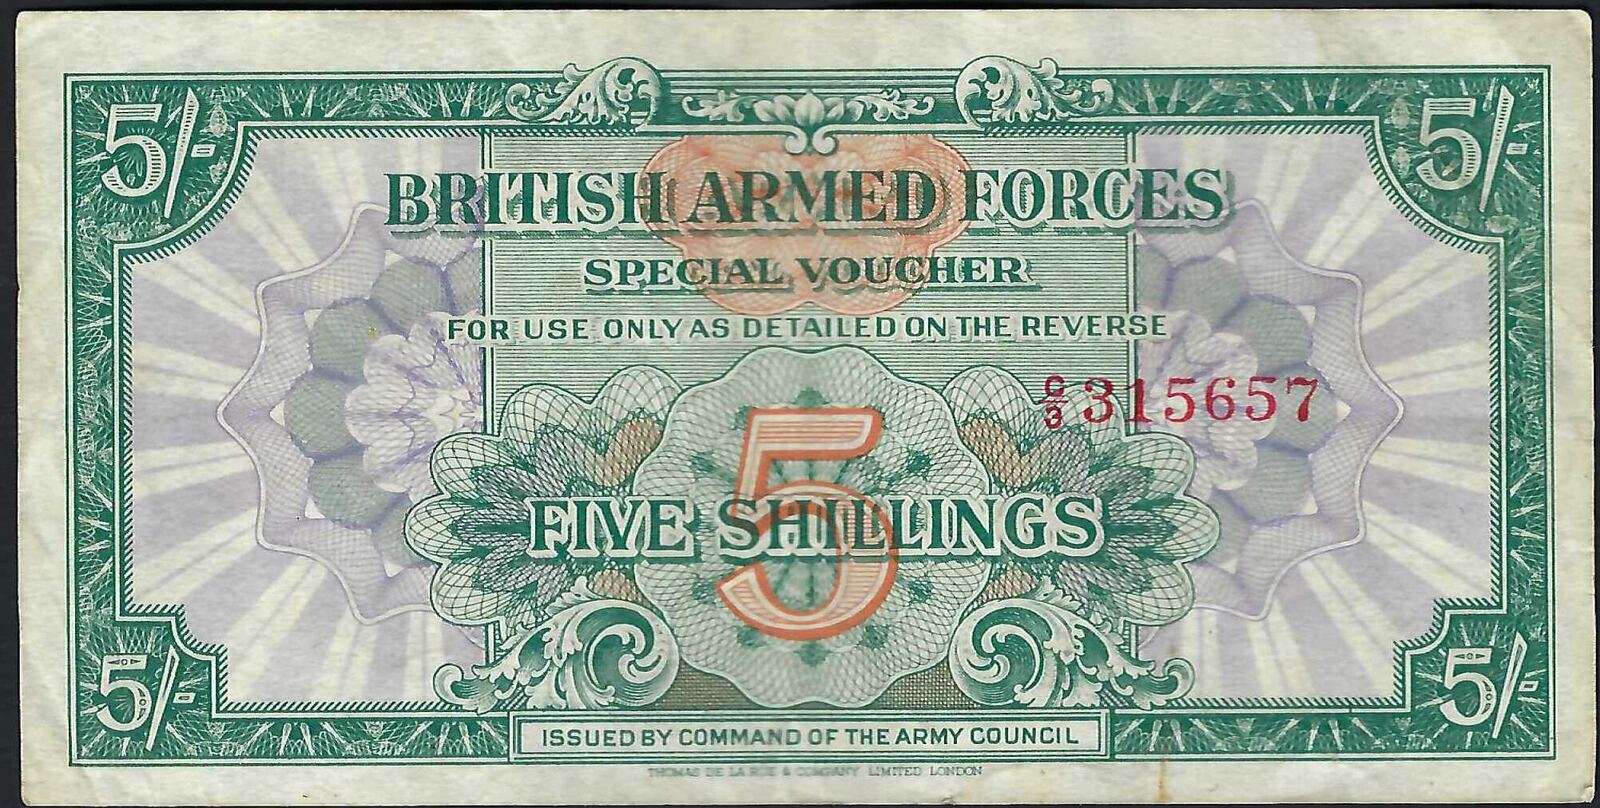 5/- 5/-
BRITISH ARMED FORCES
SPECIAL VOUCHER
FOR USE ONLY AS DETAILED ON THE REVERSE
C/3 315657
5
FIVE SHILLINGS
5/- 5/-
ISSUED BY COMMAND OF THE ARMY COUNCIL
THOMAS DE LA RUE & COMPANY LIMITED LONDON